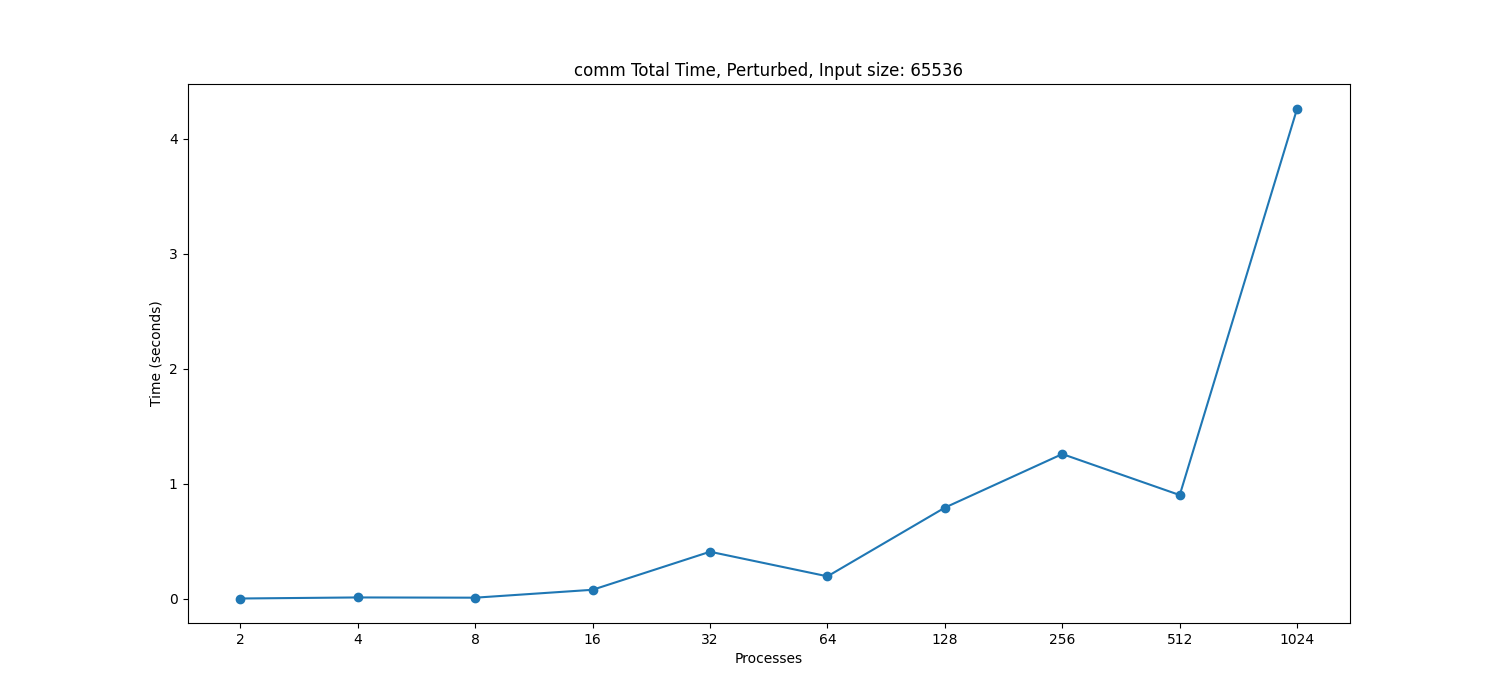 comm Total Time, Perturbed, Input size: 65536
4
3
2
1
0
Time (seconds)
2 4 8 16 32 64 128 256 512 1024
Processes